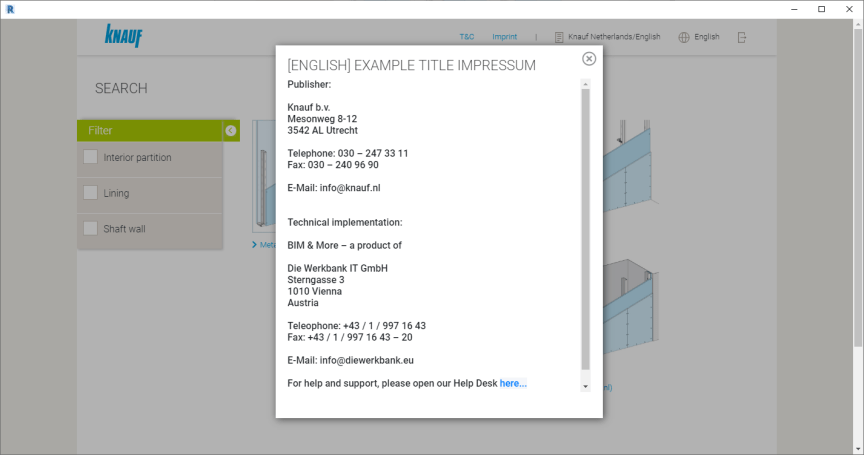 R
KNAUF
T&C Imprint | Knauf Netherlands/English English
SEARCH
Filter
Interior partition
Lining
Shaft wall
[ENGLISH] EXAMPLE TITLE IMPRESSUM
Publisher:
Knauf b.v.
Mesonweg 8-12
3542 AL Utrecht
Telephone: 030 – 247 33 11
Fax: 030 – 240 96 90
E-Mail: info@knauf.nl
Technical implementation:
BIM & More – a product of
Die Werkbank IT GmbH
Sterngasse 3
1010 Vienna
Austria
Teleophone: +43 / 1 / 997 16 43
Fax: +43 / 1 / 997 16 43 – 20
E-Mail: info@diewerkbank.eu
For help and support, please open our Help Desk here...
Meta
nl)